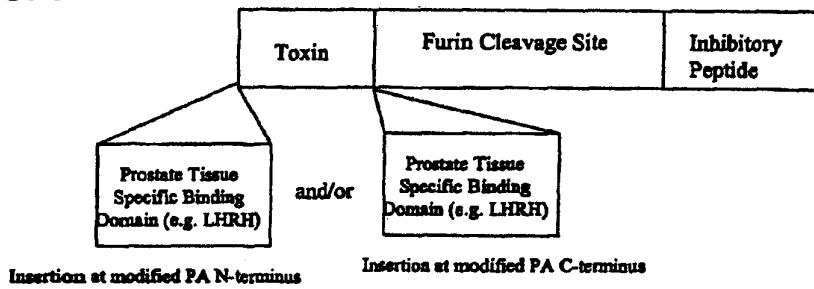 Toxin
Furin Cleavage Site
Inhibitory
Peptide
Prostate Tissue
Specific Binding
Domain (e.g. LHRH)
and/or
Prostate Tissue
Specific Binding
Domain (e.g. LHRH)
Insertion at modified PA N-terminus
Insertion at modified PA C-terminus